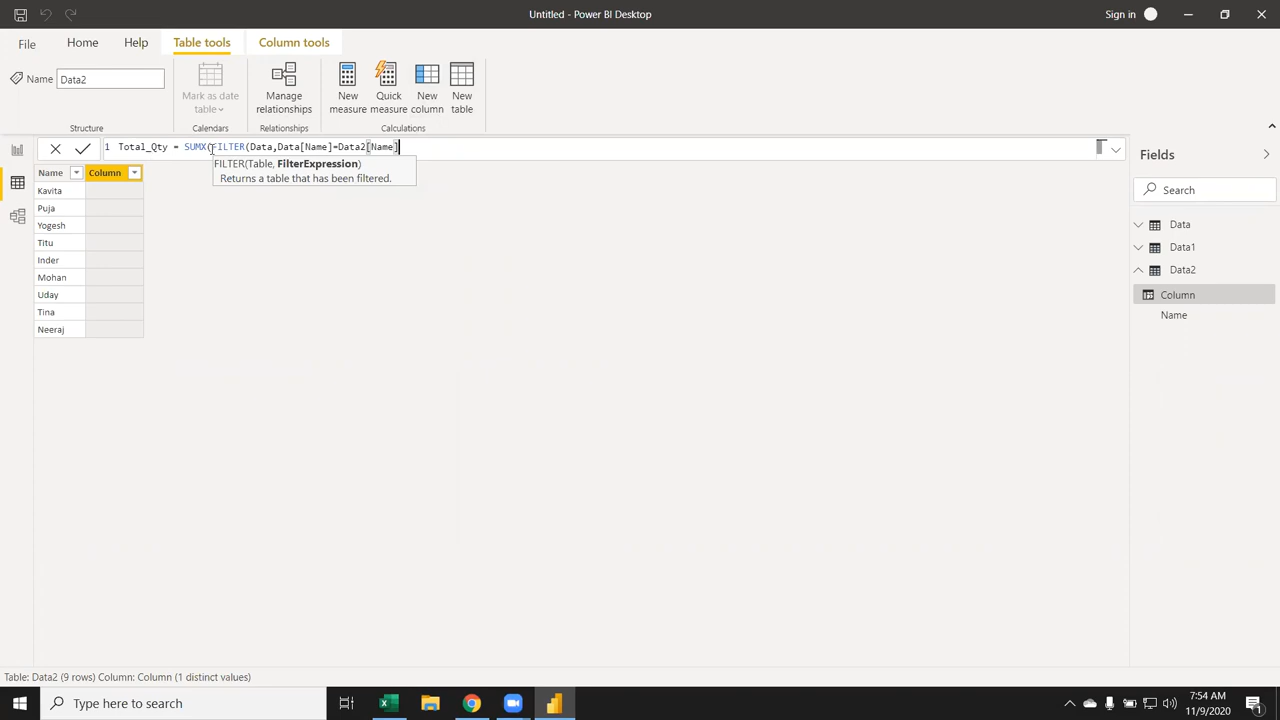 Untitled - Power BI Desktop
Sign in
File
Home
Help
Table tools
Column tools
Name
Data2
Mark as date
table
Manage
relationships
New
measure
Quick
measure
New
column
New
table
Structure
Calendars
Relationships
Calculations
1 Total_Qty = SUMX(FILTER(Data,Data[Name]=Data2[Name]
FILTER(Table, FilterExpression)
Returns a table that has been filtered.
Name
Column
Kavita
Puja
Yogesh
Titu
Inder
Mohan
Uday
Tina
Neeraj
Fields
Search
Data
Data1
Data2
Column
Name
Table: Data2 (9 rows) Column: Column (1 distinct values)
Type here to search
7:54 AM
11/9/2020
1